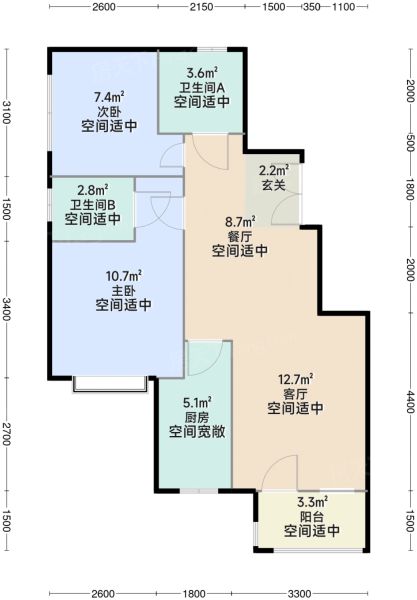 2600 2150 1500 350 1100
3100
1500
3400
2700
1500
2000
500
1800
2000
4400
1500
3.6㎡
卫生间A
空间适中
7.4㎡
次卧
空间适中
2.2㎡
玄关
2.8㎡
卫生间B
空间适中
8.7㎡
餐厅
空间适中
10.7㎡
主卧
空间适中
12.7㎡
客厅
空间适中
5.1㎡
厨房
空间宽敞
3.3㎡
阳台
空间适中
2600 1800 3300